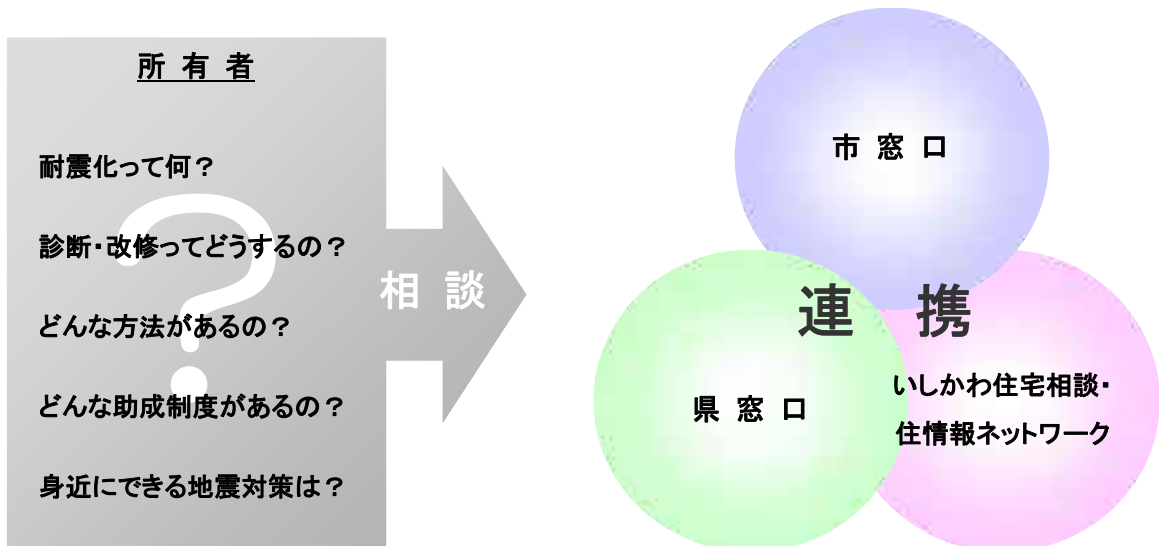 所 有 者
耐震化って何？
診断・改修ってどうするの？
どんな方法があるの？
どんな助成制度があるの？
身近にできる地震対策は？
？
相 談
市 窓 口
連 携
県 窓 口
いしかわ住宅相談・
住情報ネットワーク